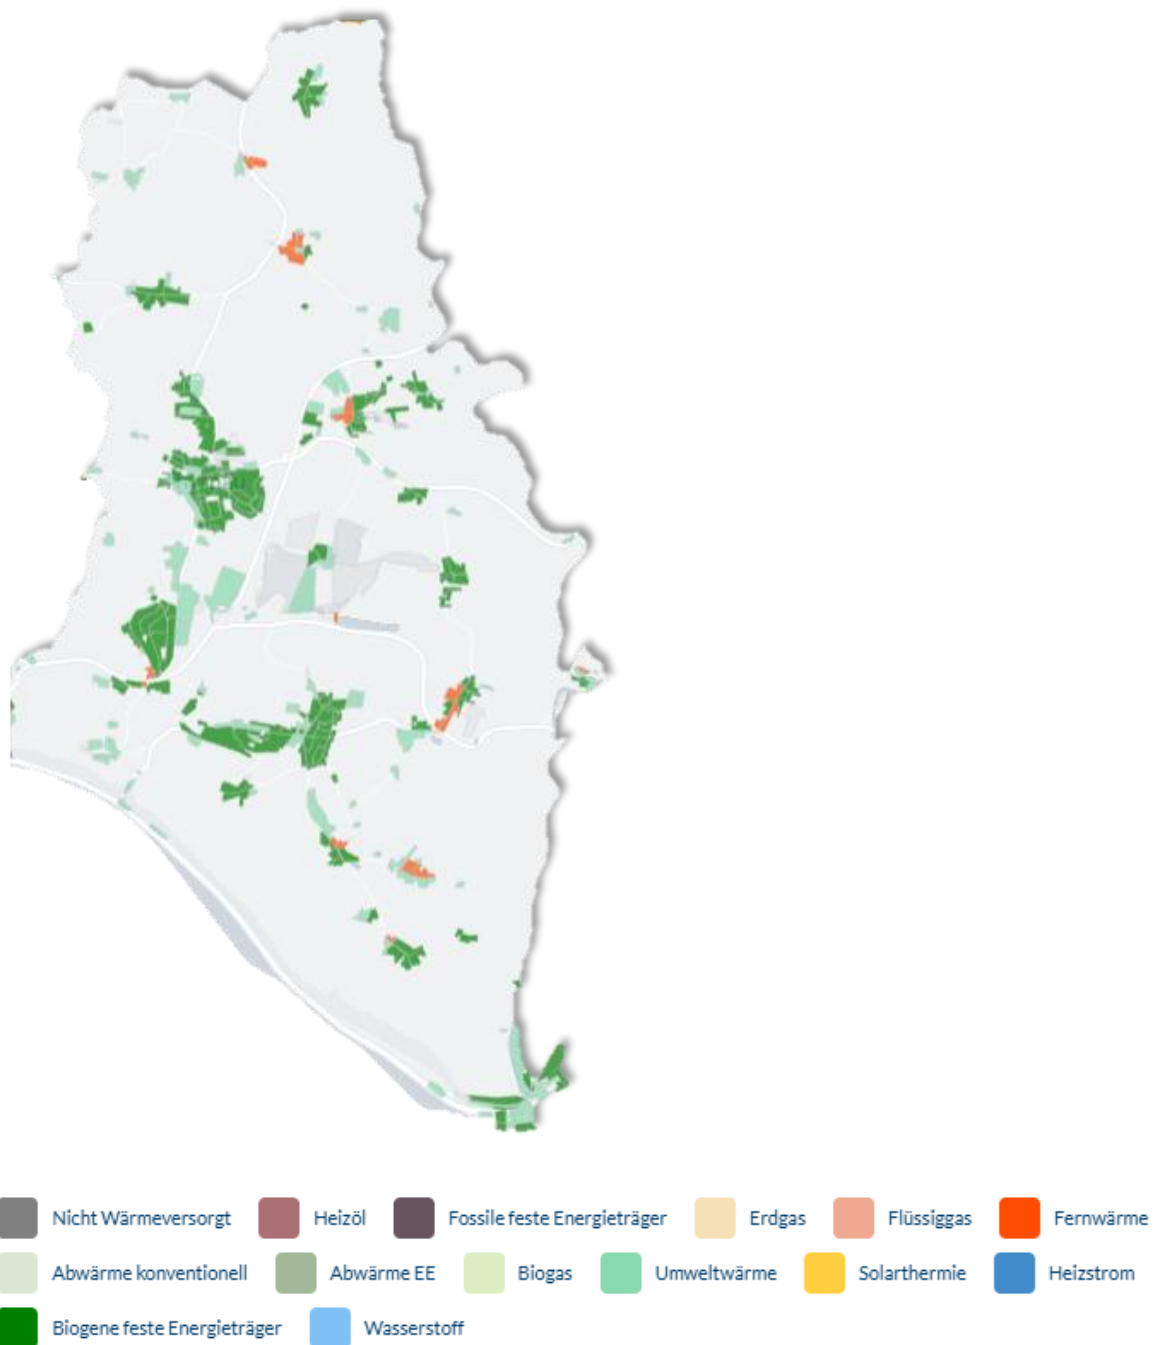 Nicht Wärmeversorgt Heizöl Fossile feste Energieträger Erdgas Flüssiggas Fernwärme
Abwärme konventionell Abwärme EE Biogas Umweltwärme Solarthermie Heizstrom
Biogene feste Energieträger Wasserstoff